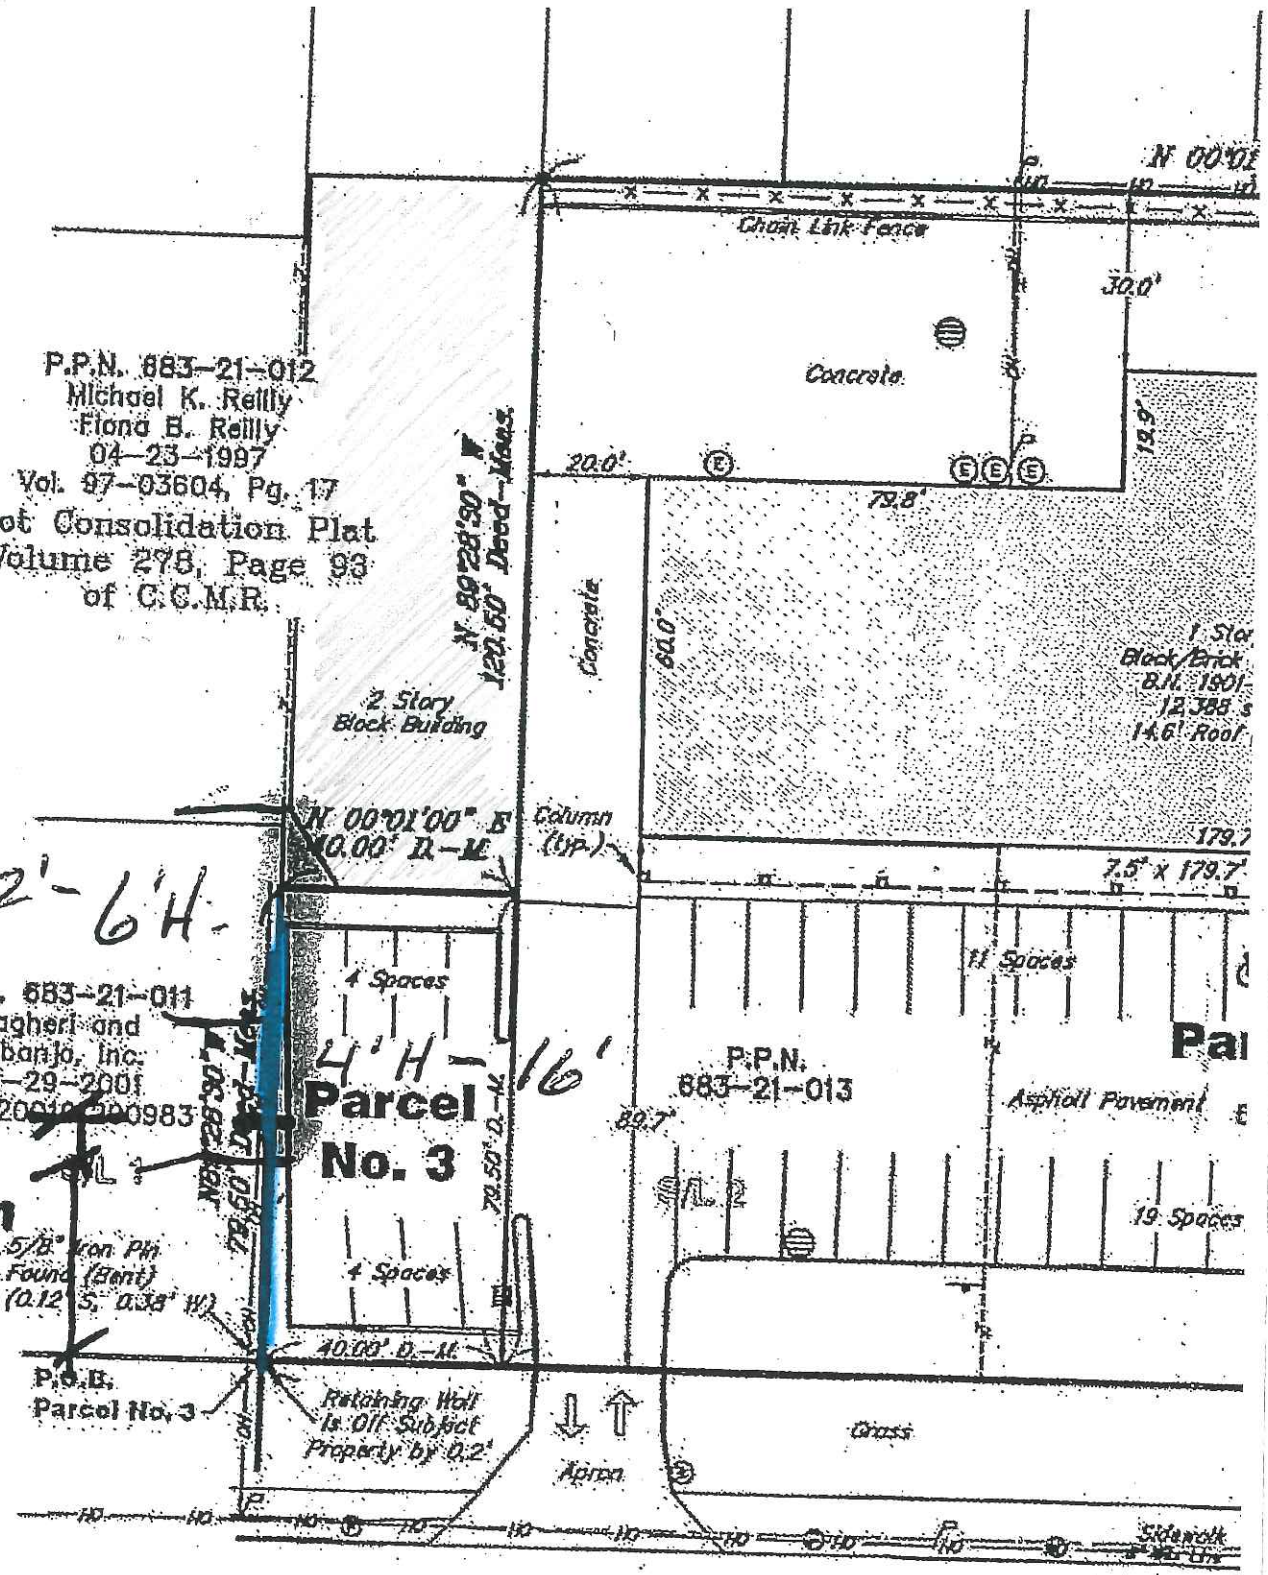 N 00°01
Chain Link Fence
30.0'
P.P.N. 683-21-012
Michael K. Reilly
Fiona B. Reilly
04-23-1997
Vol. 97-03604, Pg. 17
ot Consolidation Plat
Volume 278, Page 93
of C.C.M.R.
Concrete
19.9'
20.0'
E
E E E
79.8'
N 89°28'30" W
120.50' Deed-Meas.
Concrete
60.0'
1 Stor
Block/Brick
B.N. 1901-
12,388 s
14.6' Roof
2 Story
Block Building
N 00°01'00" E
40.00' D.-M.
Column
(typ.)
179.7
7.5' x 179.7'
2'- 6'H-
4 Spaces
11 Spaces
. 683-21-011
agheri and
banjo, Inc.
-29-2001
4'H - 16'
Parcel
No. 3
79.50' D.-M.
P.P.N.
683-21-013
Par
Asphalt Pavement
89.7'
S/L 2
19 Spaces
5/8" Iron Pin
Found (Bent)
(0.12' S, 0.38' W)
4 Spaces
40.00' D.-M.
P.O.B.
Parcel No. 3
Retaining Wall
Is Off Subject
Property by 0.2'
Apron
Grass
Sidewalk